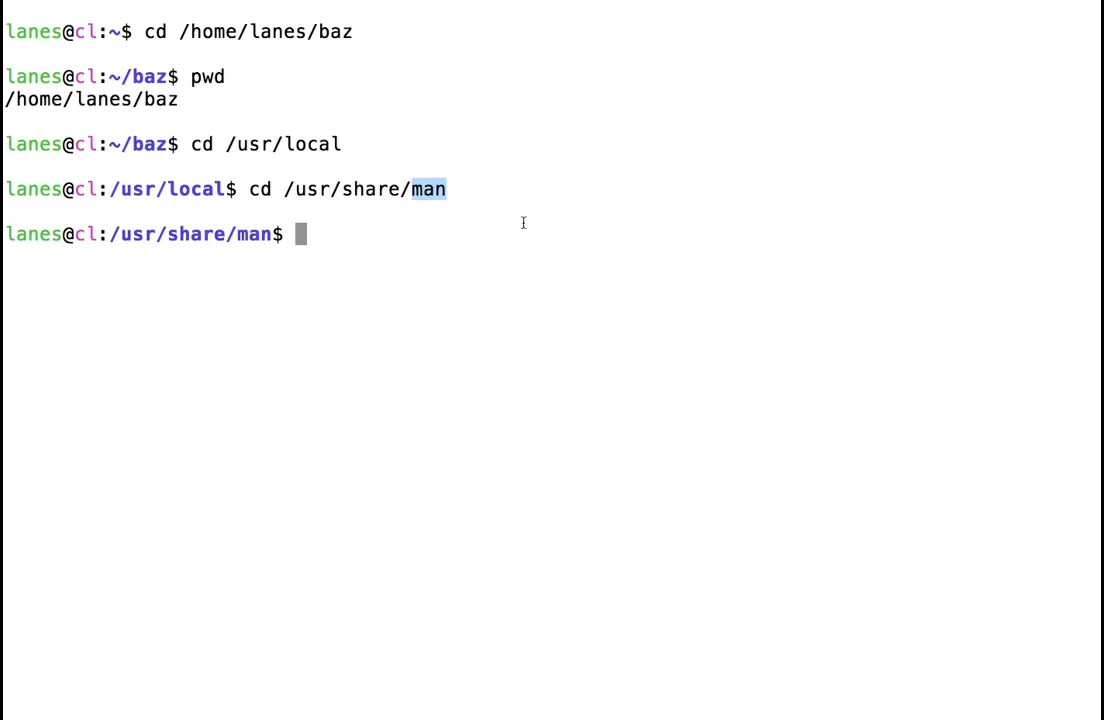 lanes@cl:~$ cd /home/lanes/baz
lanes@cl:~/baz$ pwd
/home/lanes/baz
lanes@cl:~/baz$ cd /usr/local
lanes@cl:/usr/local$ cd /usr/share/man
lanes@cl:/usr/share/man$